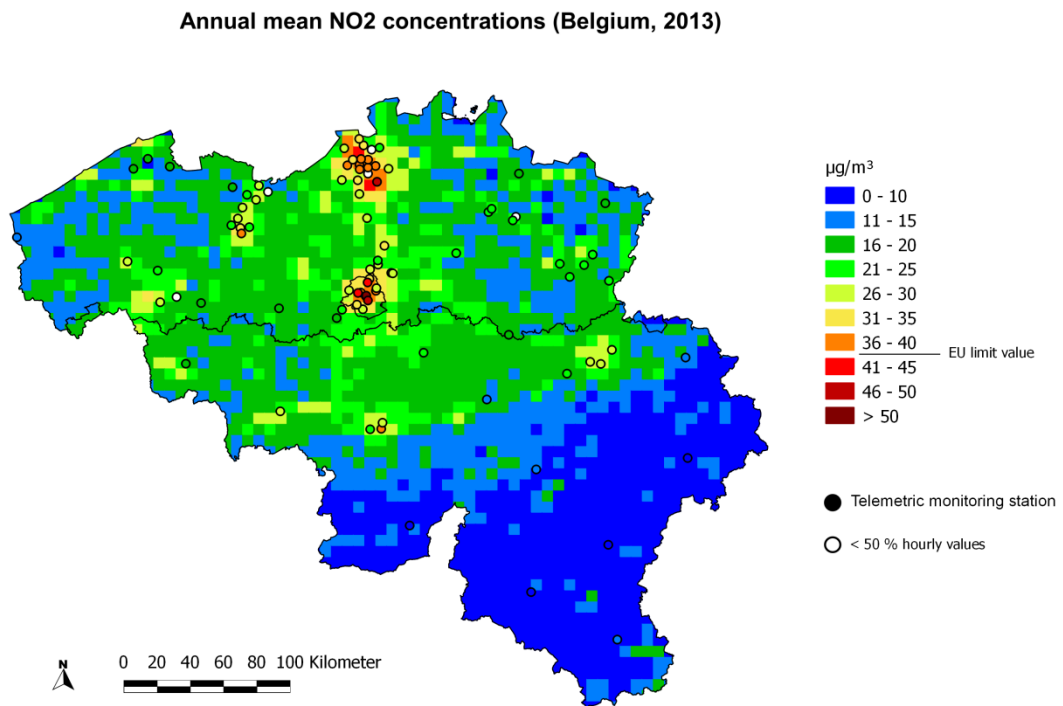 Annual mean NO2 concentrations (Belgium, 2013)
µg/m³
0 - 10
11 - 15
16 - 20
21 - 25
26 - 30
31 - 35
36 - 40
EU limit value
41 - 45
46 - 50
> 50
Telemetric monitoring station
< 50 % hourly values
N
0 20 40 60 80 100 Kilometer